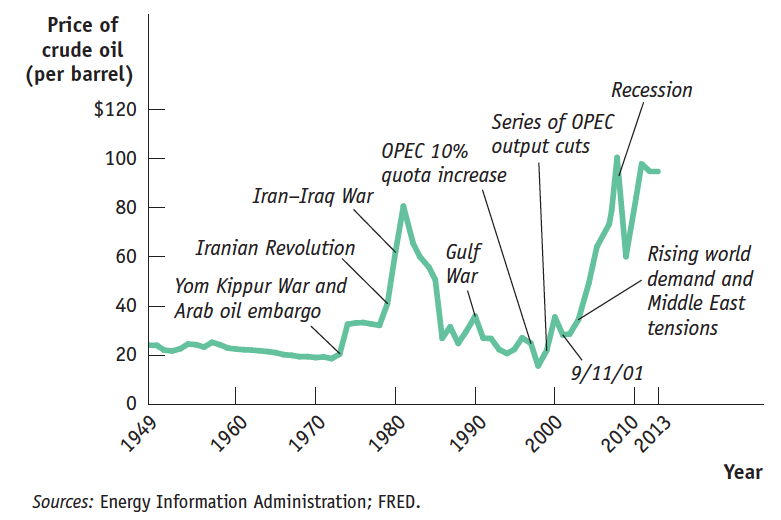 Price of
crude oil
(per barrel)
$120
100
80
60
40
20
0
Recession
Series of OPEC
output cuts
OPEC 10%
quota increase
Iran–Iraq War
Iranian Revolution
Gulf
War
Yom Kippur War and
Arab oil embargo
Rising world
demand and
Middle East
tensions
9/11/01
1949
1960
1970
1980
1990
2000
2010
2013
Year
Sources: Energy Information Administration; FRED.